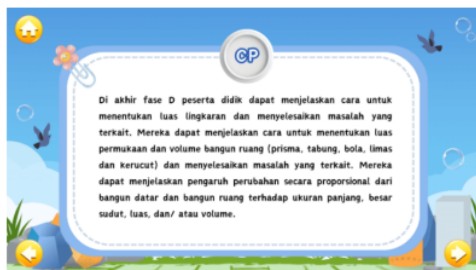 CP
Di akhir fase D peserta didik dapat menjelaskan cara untuk
menentukan luas lingkaran dan menyelesaikan masalah yang
terkait. Mereka dapat menjelaskan cara untuk menentukan luas
permukaan dan volume bangun ruang (prisma, tabung, bola, limas
dan kerucut) dan menyelesaikan masalah yang terkait. Mereka
dapat menjelaskan pengaruh perubahan secara proporsional dari
bangun datar dan bangun ruang terhadap ukuran panjang, besar
sudut, luas, dan/ atau volume.